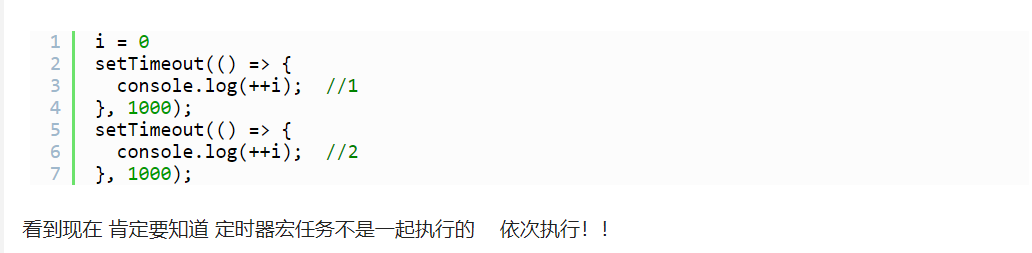 1 i = 0
2 setTimeout(() => {
3   console.log(++i);  //1
4 }, 1000);
5 setTimeout(() => {
6   console.log(++i);  //2
7 }, 1000);
看到现在 肯定要知道 定时器宏任务不是一起执行的    依次执行！！